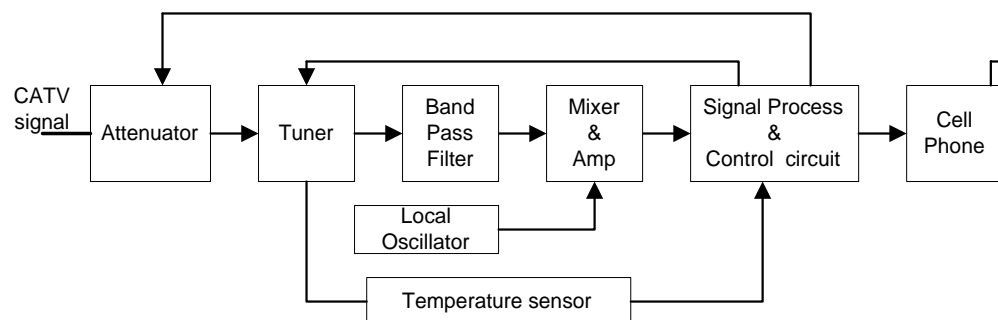 CATV
signal
Attenuator
Tuner
Band
Pass
Filter
Mixer
&
Amp
Signal Process
&
Control circuit
Cell
Phone
Local
Oscillator
Temperature sensor